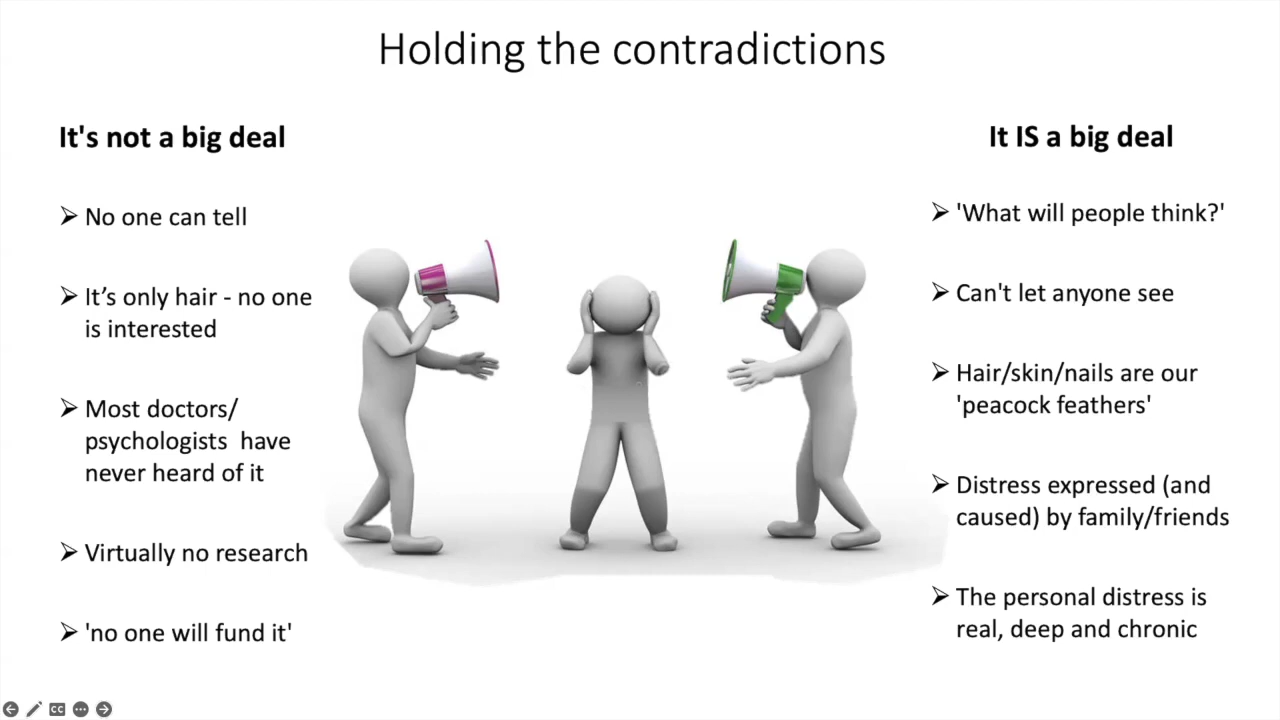 Holding the contradictions
It's not a big deal
➢ No one can tell
➢ It’s only hair - no one
is interested
➢ Most doctors/
psychologists  have
never heard of it
➢ Virtually no research
➢ 'no one will fund it'
It IS a big deal
➢ 'What will people think?'
➢ Can't let anyone see
➢ Hair/skin/nails are our
'peacock feathers'
➢ Distress expressed (and
caused) by family/friends
➢ The personal distress is
real, deep and chronic
CC